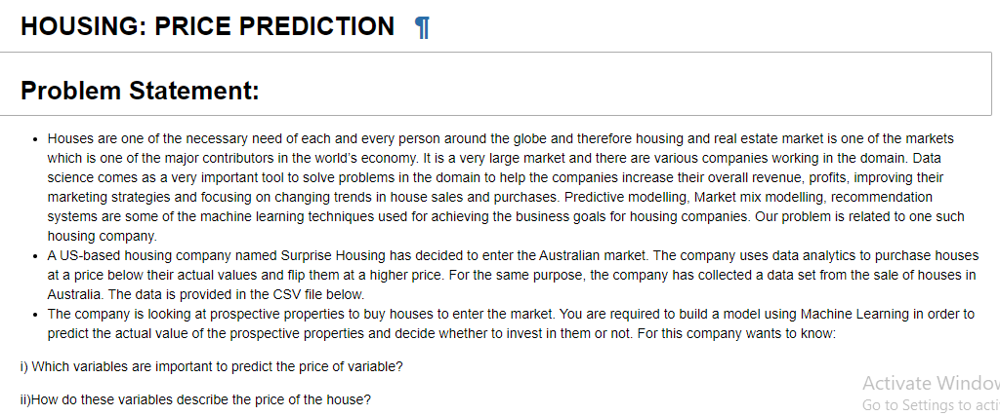 HOUSING: PRICE PREDICTION ¶
Problem Statement:
• Houses are one of the necessary need of each and every person around the globe and therefore housing and real estate market is one of the markets
which is one of the major contributors in the world's economy. It is a very large market and there are various companies working in the domain. Data
science comes as a very important tool to solve problems in the domain to help the companies increase their overall revenue, profits, improving their
marketing strategies and focusing on changing trends in house sales and purchases. Predictive modelling, Market mix modelling, recommendation
systems are some of the machine learning techniques used for achieving the business goals for housing companies. Our problem is related to one such
housing company.
• A US-based housing company named Surprise Housing has decided to enter the Australian market. The company uses data analytics to purchase houses
at a price below their actual values and flip them at a higher price. For the same purpose, the company has collected a data set from the sale of houses in
Australia. The data is provided in the CSV file below.
• The company is looking at prospective properties to buy houses to enter the market. You are required to build a model using Machine Learning in order to
predict the actual value of the prospective properties and decide whether to invest in them or not. For this company wants to know:
i) Which variables are important to predict the price of variable?
Activate Window
ii)How do these variables describe the price of the house?
Go to Settings to acti